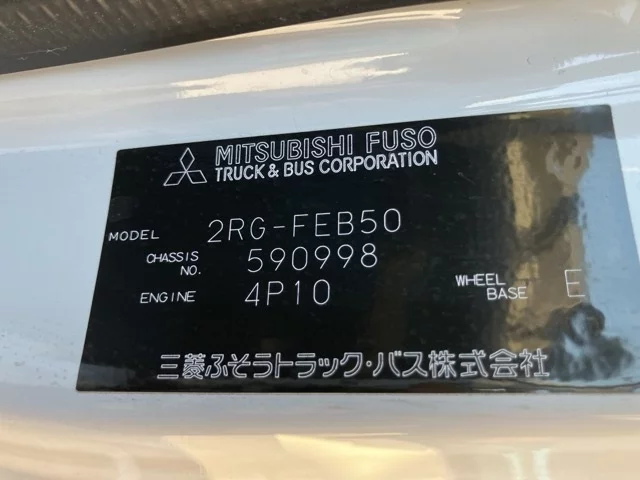 MITSUBISHI FUSO
TRUCK & BUS CORPORATION
MODEL 2RG-FEB50
CHASSIS NO. 590998
ENGINE 4P10 WHEEL BASE E
三菱ふそうトラック・バス株式会社